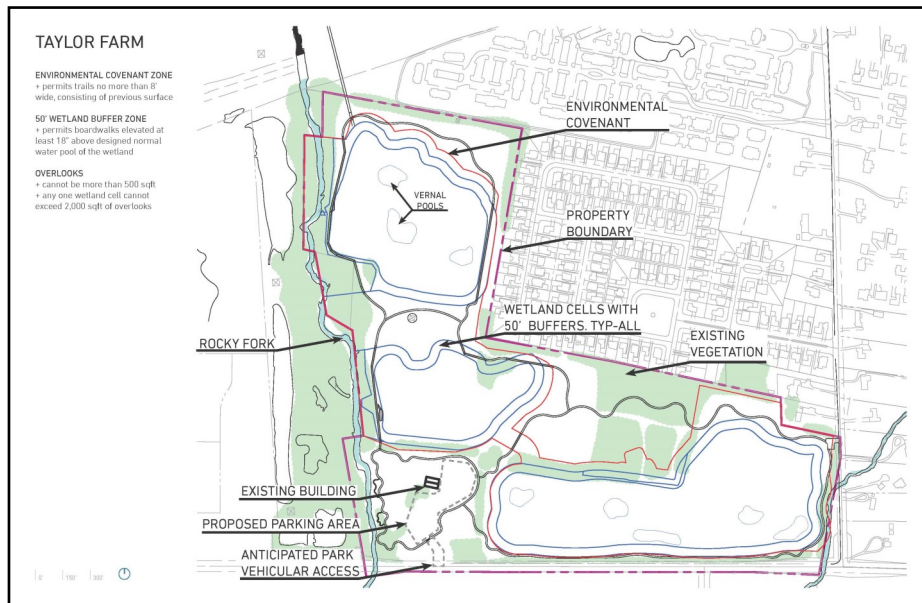 TAYLOR FARM
ENVIRONMENTAL COVENANT ZONE
+ permits trails no more than 8'
wide, consisting of previous surface
50' WETLAND BUFFER ZONE
+ permits boardwalks elevated at
least 18" above designed normal
water pool of the wetland
OVERLOOKS
+ cannot be more than 500 sqft
+ any one wetland cell cannot
exceed 2,000 sqft of overlooks
ENVIRONMENTAL
COVENANT
VERNAL
POOLS
PROPERTY
BOUNDARY
WETLAND CELLS WITH
50' BUFFERS. TYP-ALL
EXISTING
VEGETATION
ROCKY FORK
EXISTING BUILDING
PROPOSED PARKING AREA
ANTICIPATED PARK
VEHICULAR ACCESS
0' 150' 300'